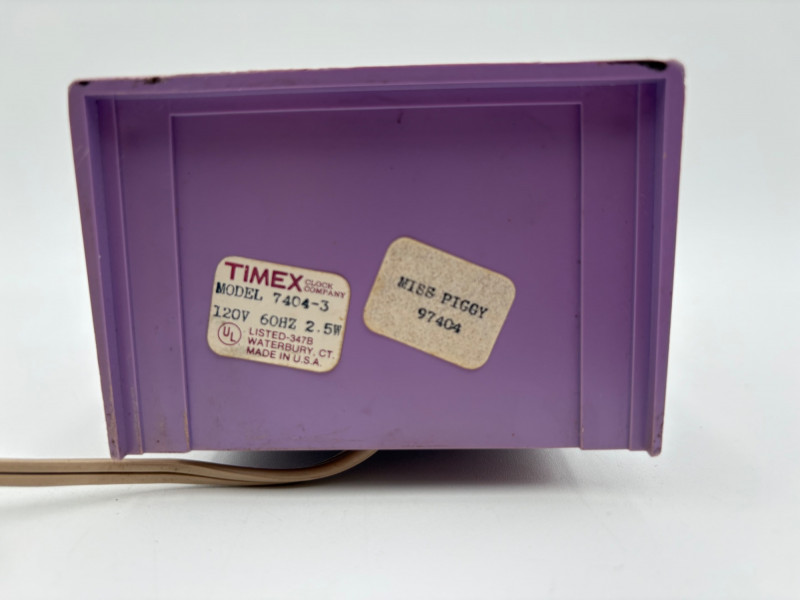 TIMEX CLOCK COMPANY
MODEL 7404-3
120V 60HZ 2.5W
UL LISTED-347B
WATERBURY, CT.
MADE IN U.S.A.
MISS PIGGY
97404